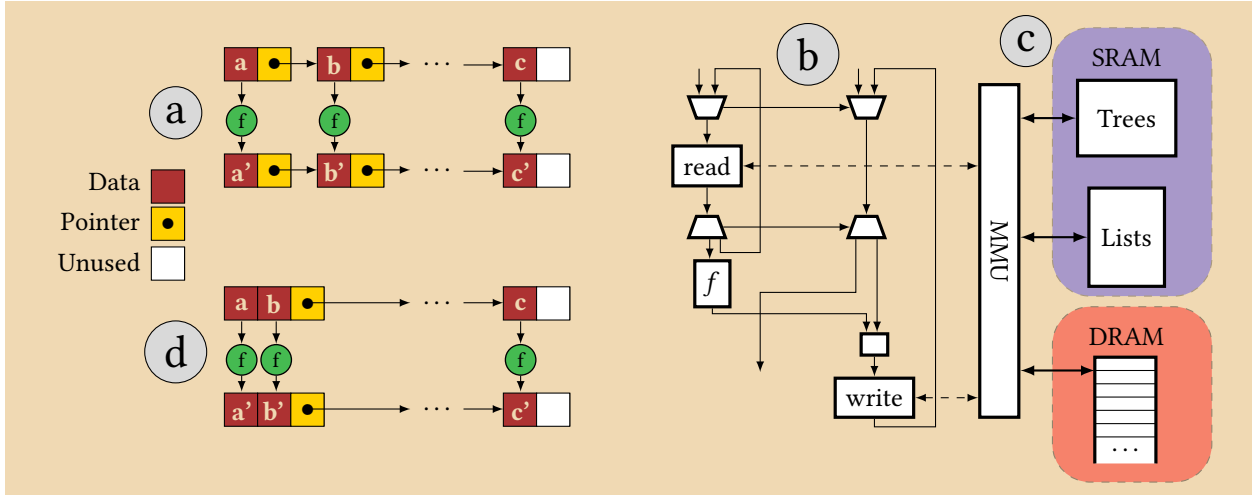 a
a b ··· c
f f f
a' b' ··· c'
Data
Pointer
Unused
d
a b ··· c
f f f
a' b' ··· c'
b
read
f
write
MMU
c
SRAM
Trees
Lists
DRAM
···